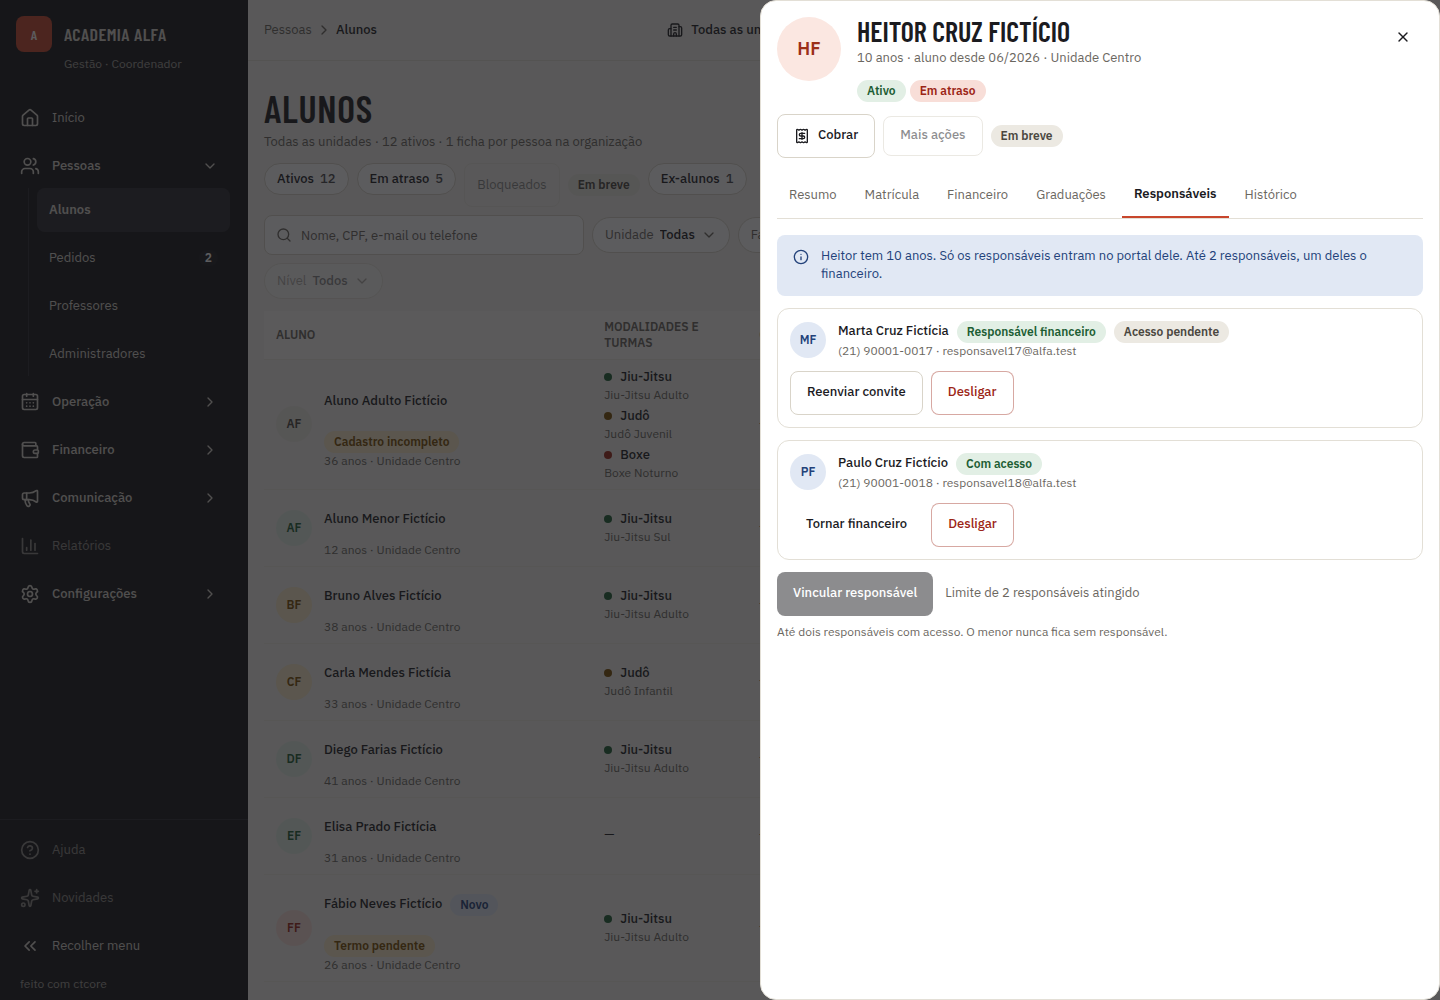 A
ACADEMIA ALFA
Gestão · Coordenador
Início
Pessoas
Alunos
Pedidos 2
Professores
Administradores
Operação
Financeiro
Comunicação
Relatórios
Configurações
Ajuda
Novidades
Recolher menu
feito com ctcore
Pessoas > Alunos
Todas as un
ALUNOS
Todas as unidades · 12 ativos · 1 ficha por pessoa na organização
Ativos 12
Em atraso 5
Bloqueados
Em breve
Ex-alunos 1
Nome, CPF, e-mail ou telefone
Unidade Todas
Nível Todos
ALUNO
MODALIDADES E
TURMAS
AF
Aluno Adulto Fictício
Cadastro incompleto
36 anos · Unidade Centro
Jiu-Jitsu
Jiu-Jitsu Adulto
Judô
Judô Juvenil
Boxe
Boxe Noturno
AF
Aluno Menor Fictício
12 anos · Unidade Centro
Jiu-Jitsu
Jiu-Jitsu Sul
BF
Bruno Alves Fictício
38 anos · Unidade Centro
Jiu-Jitsu
Jiu-Jitsu Adulto
CF
Carla Mendes Fictícia
33 anos · Unidade Centro
Judô
Judô Infantil
DF
Diego Farias Fictício
41 anos · Unidade Centro
Jiu-Jitsu
Jiu-Jitsu Adulto
EF
Elisa Prado Fictícia
31 anos · Unidade Centro
—
FF
Fábio Neves Fictício Novo
Termo pendente
26 anos · Unidade Centro
Jiu-Jitsu
Jiu-Jitsu Adulto
HF
HEITOR CRUZ FICTÍCIO
10 anos · aluno desde 06/2026 · Unidade Centro
Ativo
Em atraso
Cobrar
Mais ações
Em breve
Resumo
Matrícula
Financeiro
Graduações
Responsáveis
Histórico
Heitor tem 10 anos. Só os responsáveis entram no portal dele. Até 2 responsáveis, um deles o
financeiro.
MF
Marta Cruz Fictícia Responsável financeiro Acesso pendente
(21) 90001-0017 · responsavel17@alfa.test
Reenviar convite
Desligar
PF
Paulo Cruz Fictício Com acesso
(21) 90001-0018 · responsavel18@alfa.test
Tornar financeiro
Desligar
Vincular responsável
Limite de 2 responsáveis atingido
Até dois responsáveis com acesso. O menor nunca fica sem responsável.